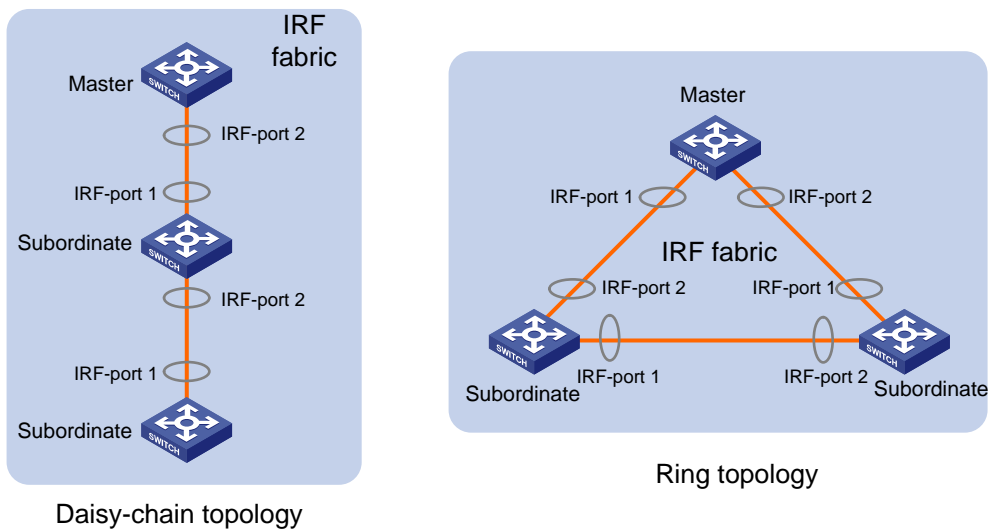 IRF
fabric
Master
SWITCH
IRF-port 2
IRF-port 1
Subordinate
SWITCH
IRF-port 2
IRF-port 1
Subordinate
SWITCH
Daisy-chain topology
Master
SWITCH
IRF-port 1
IRF-port 2
IRF fabric
IRF-port 2
IRF-port 1
SWITCH
SWITCH
IRF-port 1
IRF-port 2
Subordinate
Subordinate
Ring topology